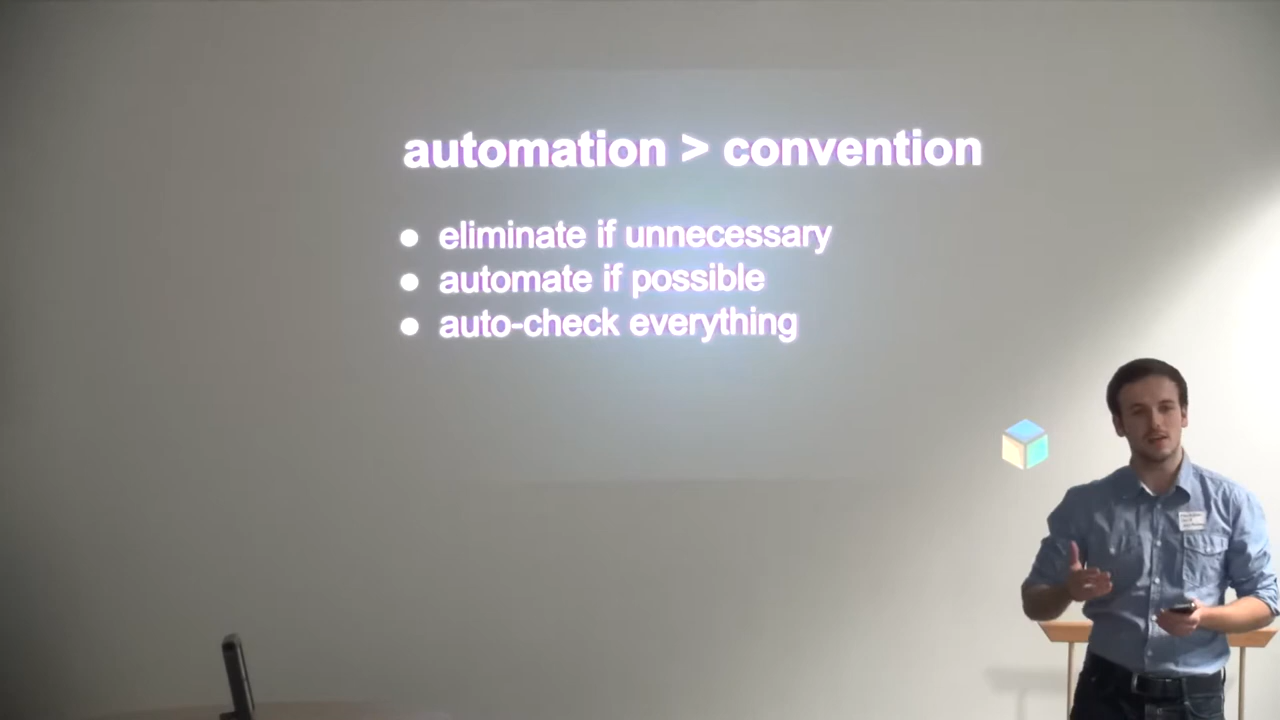 automation > convention
● eliminate if unnecessary
● automate if possible
● auto-check everything